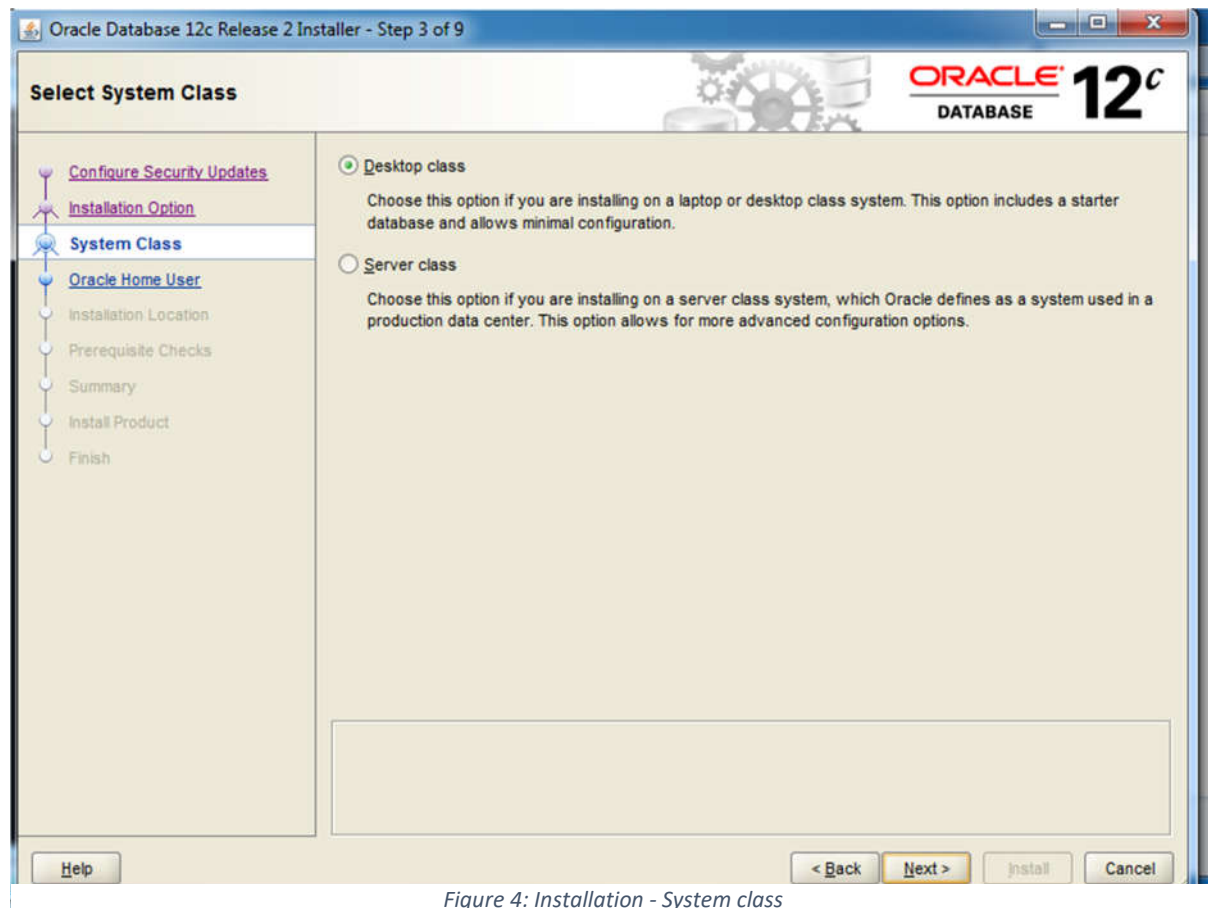 Oracle Database 12c Release 2 Installer - Step 3 of 9
Select System Class
ORACLE
DATABASE
12c
Configure Security Updates
Installation Option
System Class
Oracle Home User
Installation Location
Prerequisite Checks
Summary
Install Product
Finish
Desktop class
Choose this option if you are installing on a laptop or desktop class system. This option includes a starter
database and allows minimal configuration.
Server class
Choose this option if you are installing on a server class system, which Oracle defines as a system used in a
production data center. This option allows for more advanced configuration options.
Help
< Back
Next >
Install
Cancel
Figure 4: Installation - System class